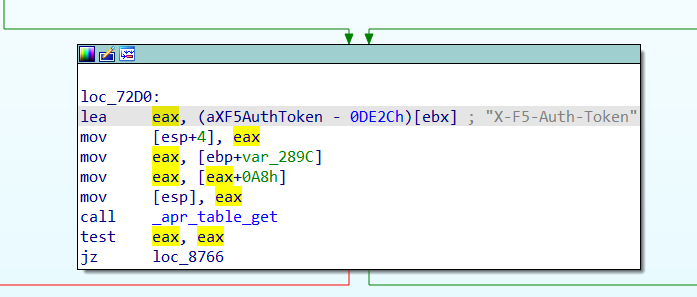 loc_72D0:
lea eax, (aXF5AuthToken - 0DE2Ch)[ebx] ; "X-F5-Auth-Token"
mov [esp+4], eax
mov eax, [ebp+var_289C]
mov eax, [eax+0A8h]
mov [esp], eax
call _apr_table_get
test eax, eax
jz loc_8766